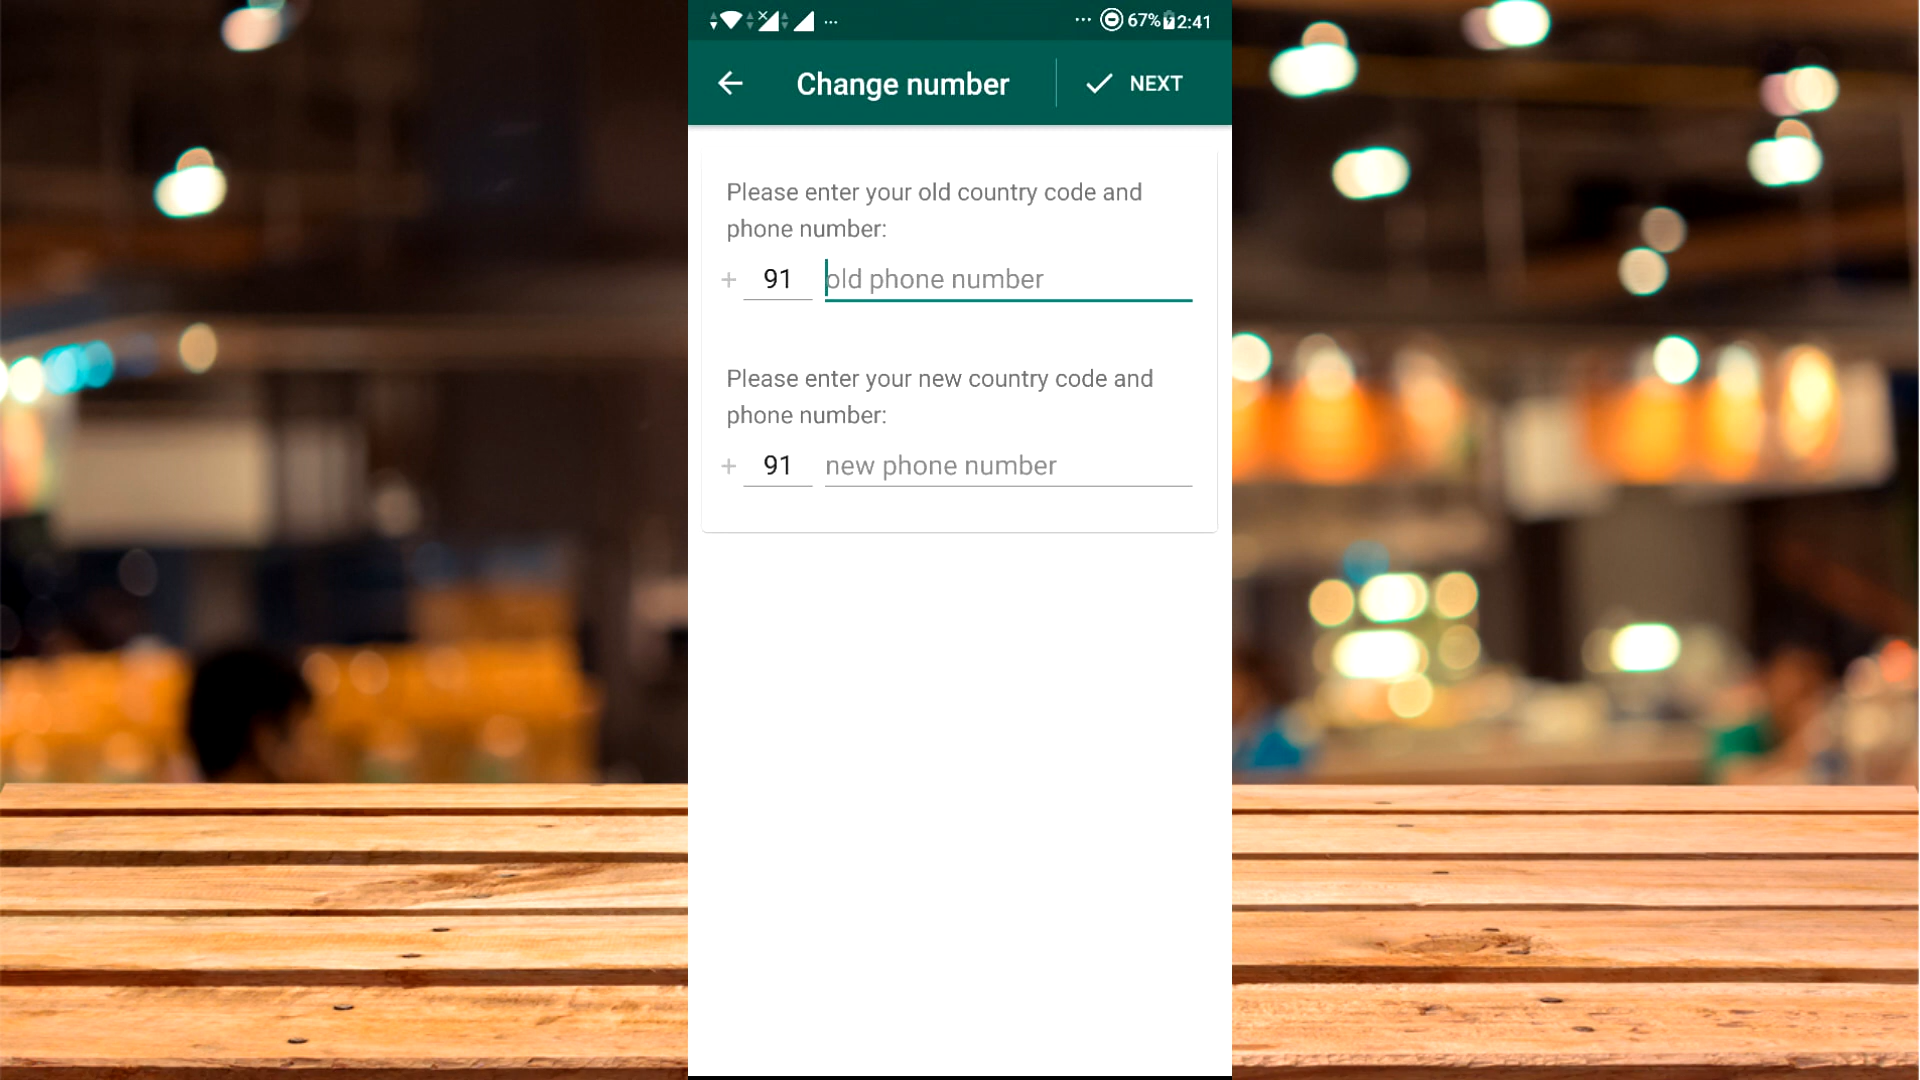 67% 2:41
Change number
NEXT
Please enter your old country code and
phone number:
+ 91 old phone number
Please enter your new country code and
phone number:
+ 91 new phone number